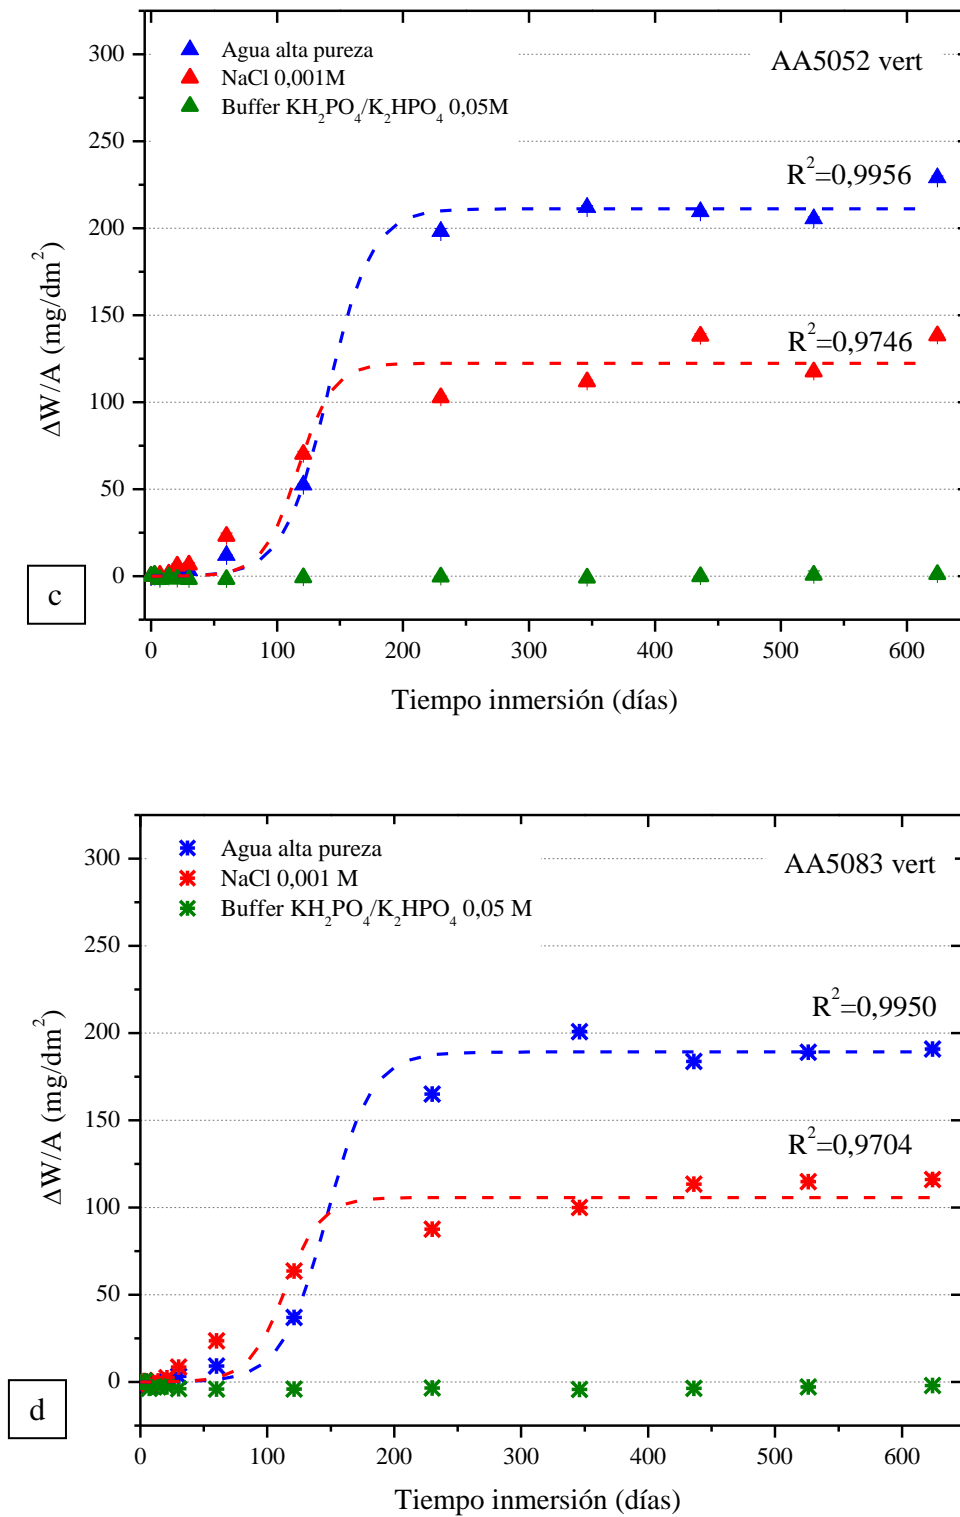 300
250
200
150
100
50
0
ΔW/A (mg/dm²)
Agua alta pureza
NaCl 0,001M
Buffer KH₂PO₄/K₂HPO₄ 0,05M
AA5052 vert
R²=0,9956
R²=0,9746
c
0 100 200 300 400 500 600
Tiempo inmersión (días)
300
250
200
150
100
50
0
ΔW/A (mg/dm²)
Agua alta pureza
NaCl 0,001 M
Buffer KH₂PO₄/K₂HPO₄ 0,05 M
AA5083 vert
R²=0,9950
R²=0,9704
d
0 100 200 300 400 500 600
Tiempo inmersión (días)